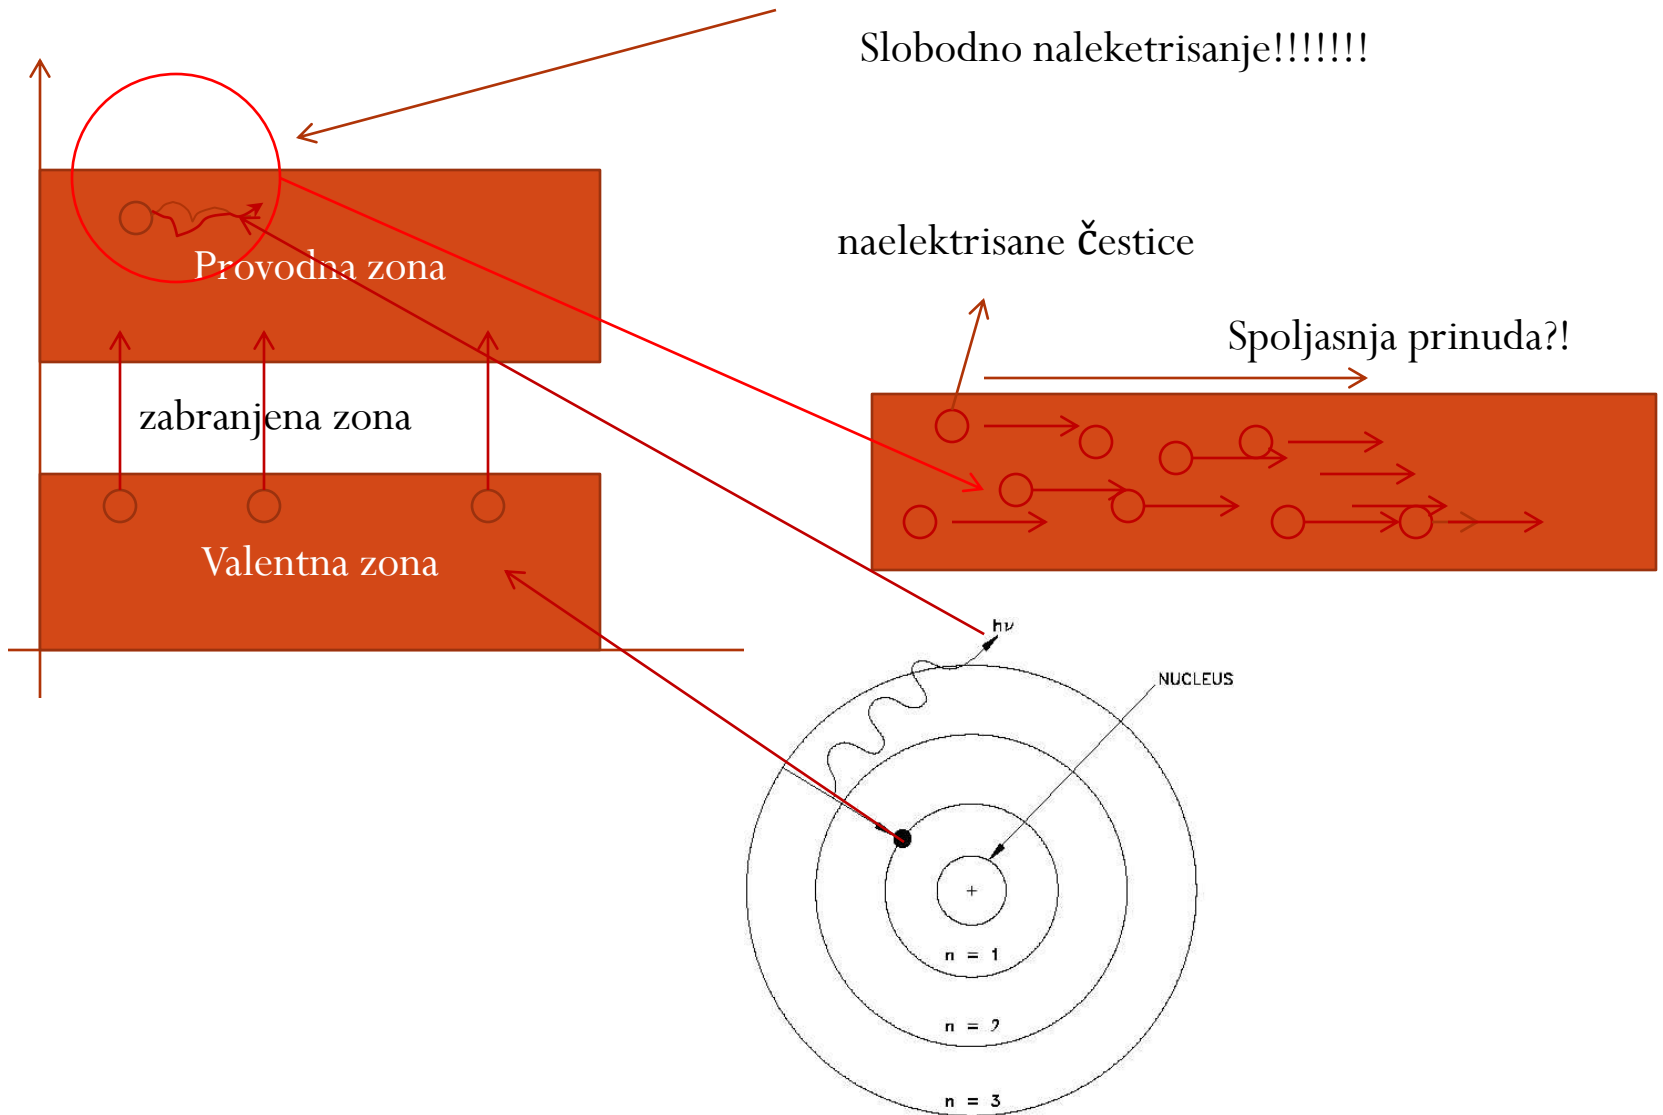 Slobodno naleketrisanje!!!!!!!
naelektrisane čestice
Provodna zona
Spoljasnja prinuda?!
zabranjena zona
Valentna zona
hν
NUCLEUS
n = 1
n = 2
n = 3